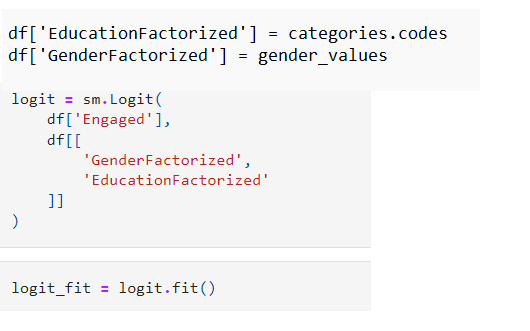 df['EducationFactorized'] = categories.codes
df['GenderFactorized'] = gender_values
logit = sm.Logit(
    df['Engaged'],
    df[[
        'GenderFactorized',
        'EducationFactorized'
    ]]
)
logit_fit = logit.fit()